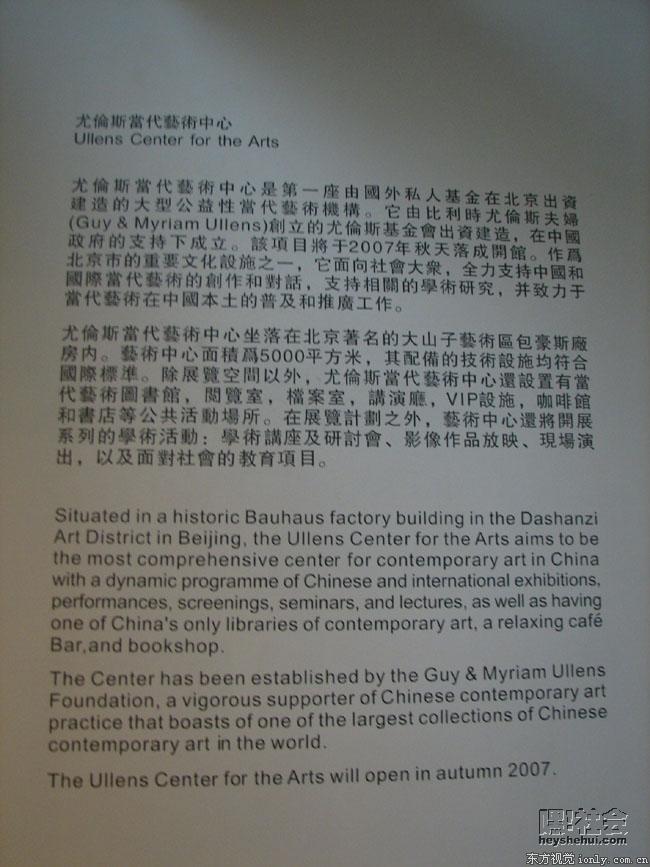 尤倫斯當代藝術中心
Ullens Center for the Arts
尤倫斯當代藝術中心是第一座由國外私人基金在北京出資
建造的大型公益性當代藝術機構。它由比利時尤倫斯夫婦
(Guy & Myriam Ullens)創立的尤倫斯基金會出資建造，在中國
政府的支持下成立。該項目將于2007年秋天落成開館。作爲
北京市的重要文化設施之一，它面向社會大衆，全力支持中國和
國際當代藝術的創作和對話，支持相關的學術研究，并致力于
當代藝術在中國本土的普及和推廣工作。
尤倫斯當代藝術中心坐落在北京著名的大山子藝術區包豪斯廠
房内。藝術中心面積爲5000平方米，其配備的技術設施均符合
國際標準。除展覽空間以外，尤倫斯當代藝術中心還設置有當
代藝術圖書館，閲覽室，檔案室，講演廳，VIP設施，咖啡館
和書店等公共活動場所。在展覽計劃之外，藝術中心還將開展
系列的學術活動：學術講座及研討會、影像作品放映、現場演
出，以及面對社會的教育項目。
Situated in a historic Bauhaus factory building in the Dashanzi
Art District in Beijing, the Ullens Center for the Arts aims to be
the most comprehensive center for contemporary art in China
with a dynamic programme of Chinese and international exhibitions,
performances, screenings, seminars, and lectures, as well as having
one of China's only libraries of contemporary art, a relaxing café
Bar,and bookshop.
The Center has been established by the Guy & Myriam Ullens
Foundation, a vigorous supporter of Chinese contemporary art
practice that boasts of one of the largest collections of Chinese
contemporary art in the world.
The Ullens Center for the Arts will open in autumn 2007.
嘿社会
heyshehui.com
东方视觉 ionly.com.cn